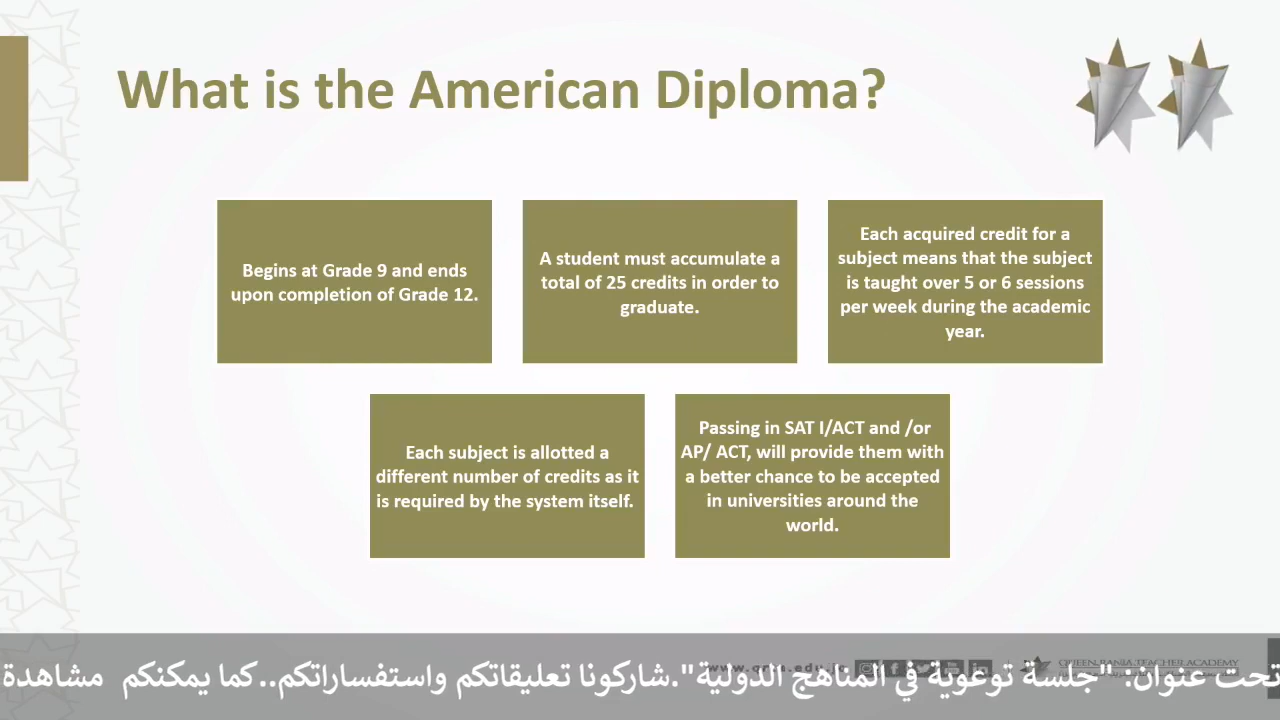 What is the American Diploma?
Begins at Grade 9 and ends
upon completion of Grade 12.
A student must accumulate a
total of 25 credits in order to
graduate.
Each acquired credit for a
subject means that the subject
is taught over 5 or 6 sessions
per week during the academic
year.
Each subject is allotted a
different number of credits as it
is required by the system itself.
Passing in SAT I/ACT and /or
AP/ ACT, will provide them with
a better chance to be accepted
in universities around the
world.
QUEEN RANIA TEACHER ACADEMY
تحت عنوان: "جلسة توعوية في المناهج الدولية".شاركونا تعليقاتكم واستفساراتكم..كما يمكنكم مشاهدة